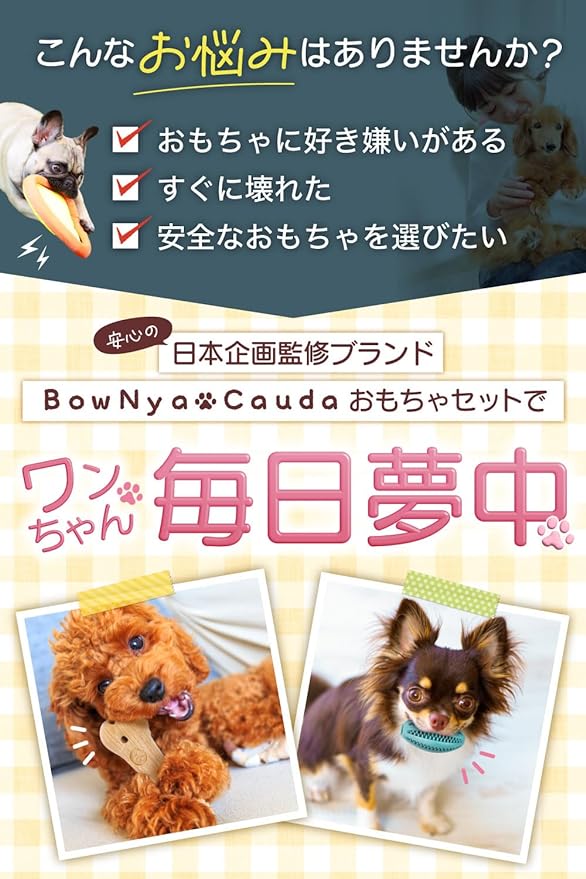 こんなお悩みはありませんか？
おもちゃに好き嫌いがある
すぐに壊れた
安全なおもちゃを選びたい
安心の
日本企画監修ブランド
BowNya Cauda おもちゃセットで
ワンちゃん 毎日夢中